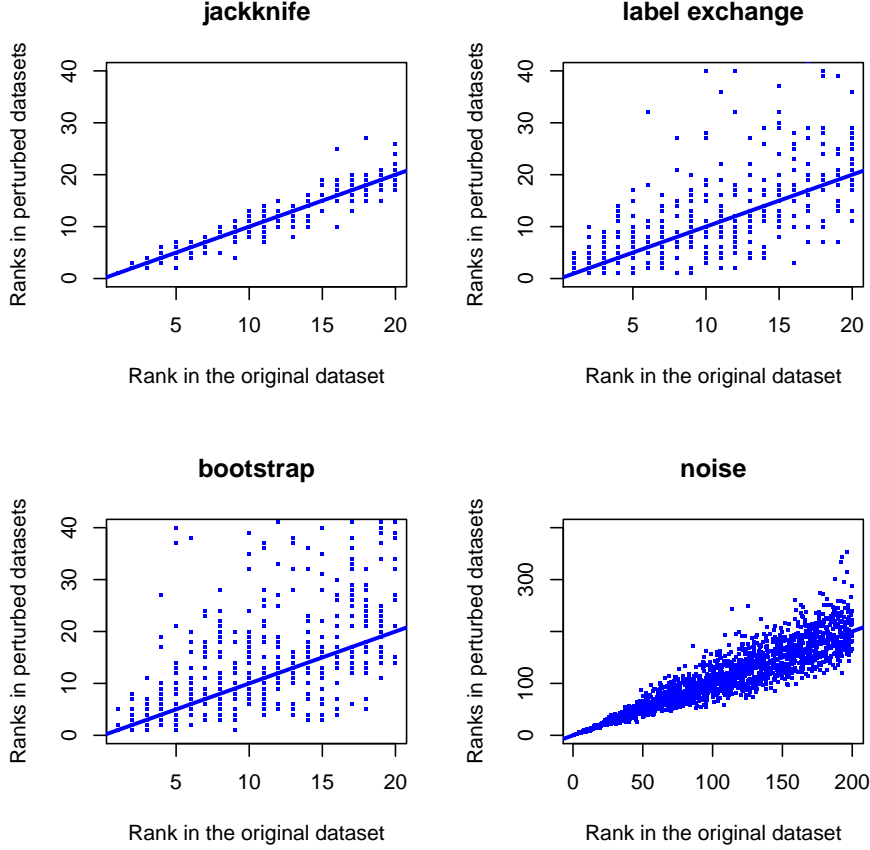 jackknife
Ranks in perturbed datasets
0 10 20 30 40
5 10 15 20
Rank in the original dataset
label exchange
Ranks in perturbed datasets
0 10 20 30 40
5 10 15 20
Rank in the original dataset
bootstrap
Ranks in perturbed datasets
0 10 20 30 40
5 10 15 20
Rank in the original dataset
noise
Ranks in perturbed datasets
0 100 300
0 50 100 150 200
Rank in the original dataset